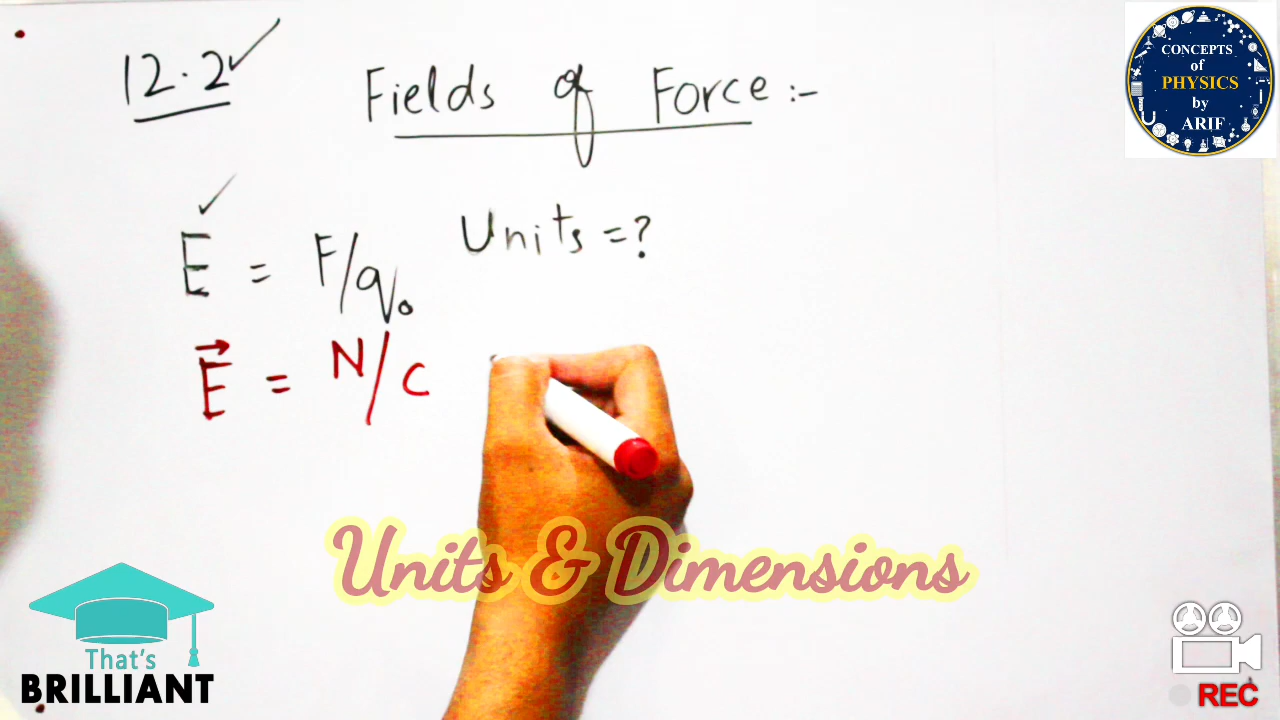 12.2
Fields of Force :-
E = F/q₀
Units = ?
E⃗ = N/C
Units & Dimensions
CONCEPTS
of
PHYSICS
by
ARIF
That's
BRILLIANT
REC